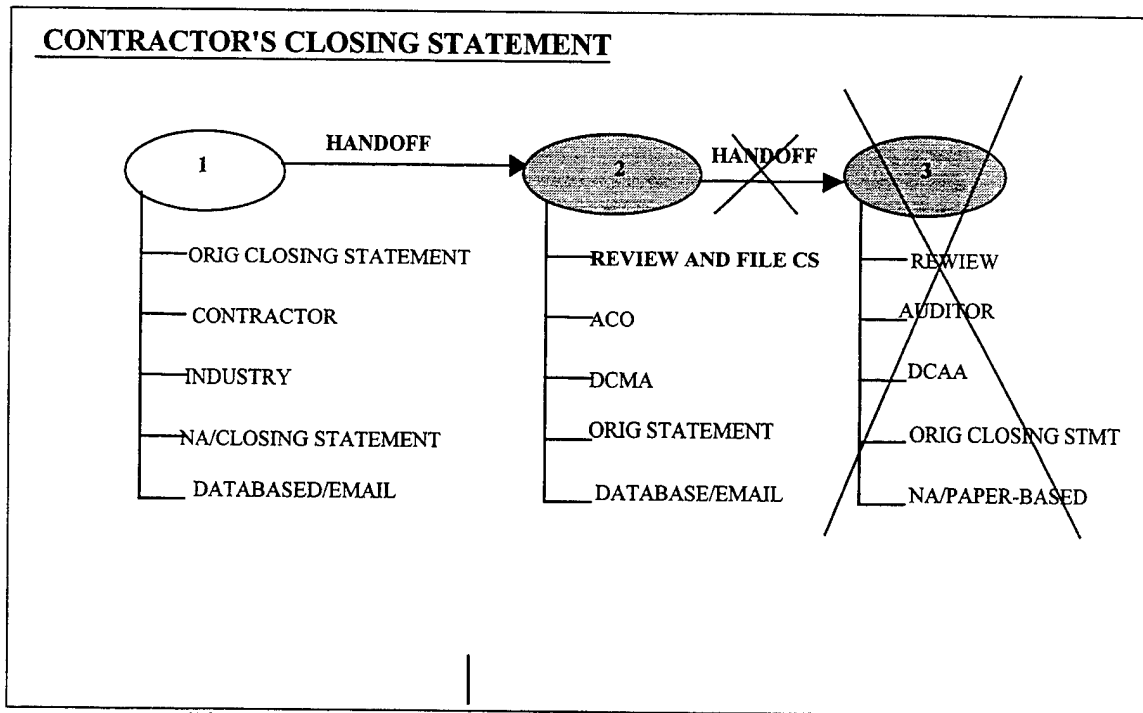 CONTRACTOR'S CLOSING STATEMENT
1
HANDOFF
2
HANDOFF
3
ORIG CLOSING STATEMENT
CONTRACTOR
INDUSTRY
NA/CLOSING STATEMENT
DATABASED/EMAIL
REVIEW AND FILE CS
ACO
DCMA
ORIG STATEMENT
DATABASE/EMAIL
REWIEW
AUDITOR
DCAA
ORIG CLOSING STMT
NA/PAPER-BASED